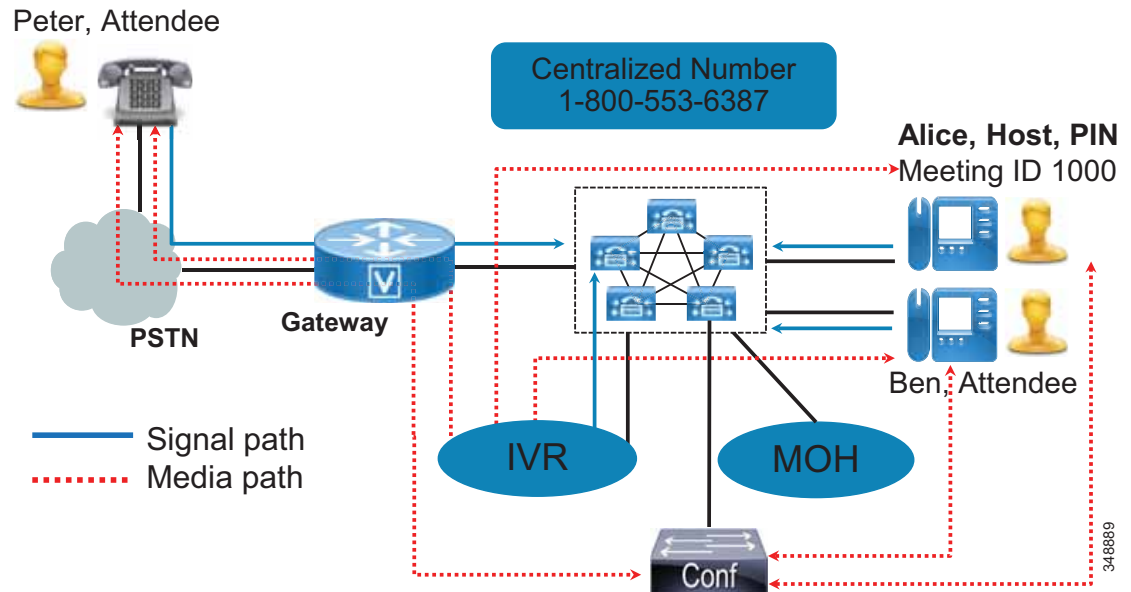 Peter, Attendee
Centralized Number
1-800-553-6387
Alice, Host, PIN
Meeting ID 1000
V
Gateway
PSTN
Ben, Attendee
Signal path
Media path
IVR
MOH
Conf
348889